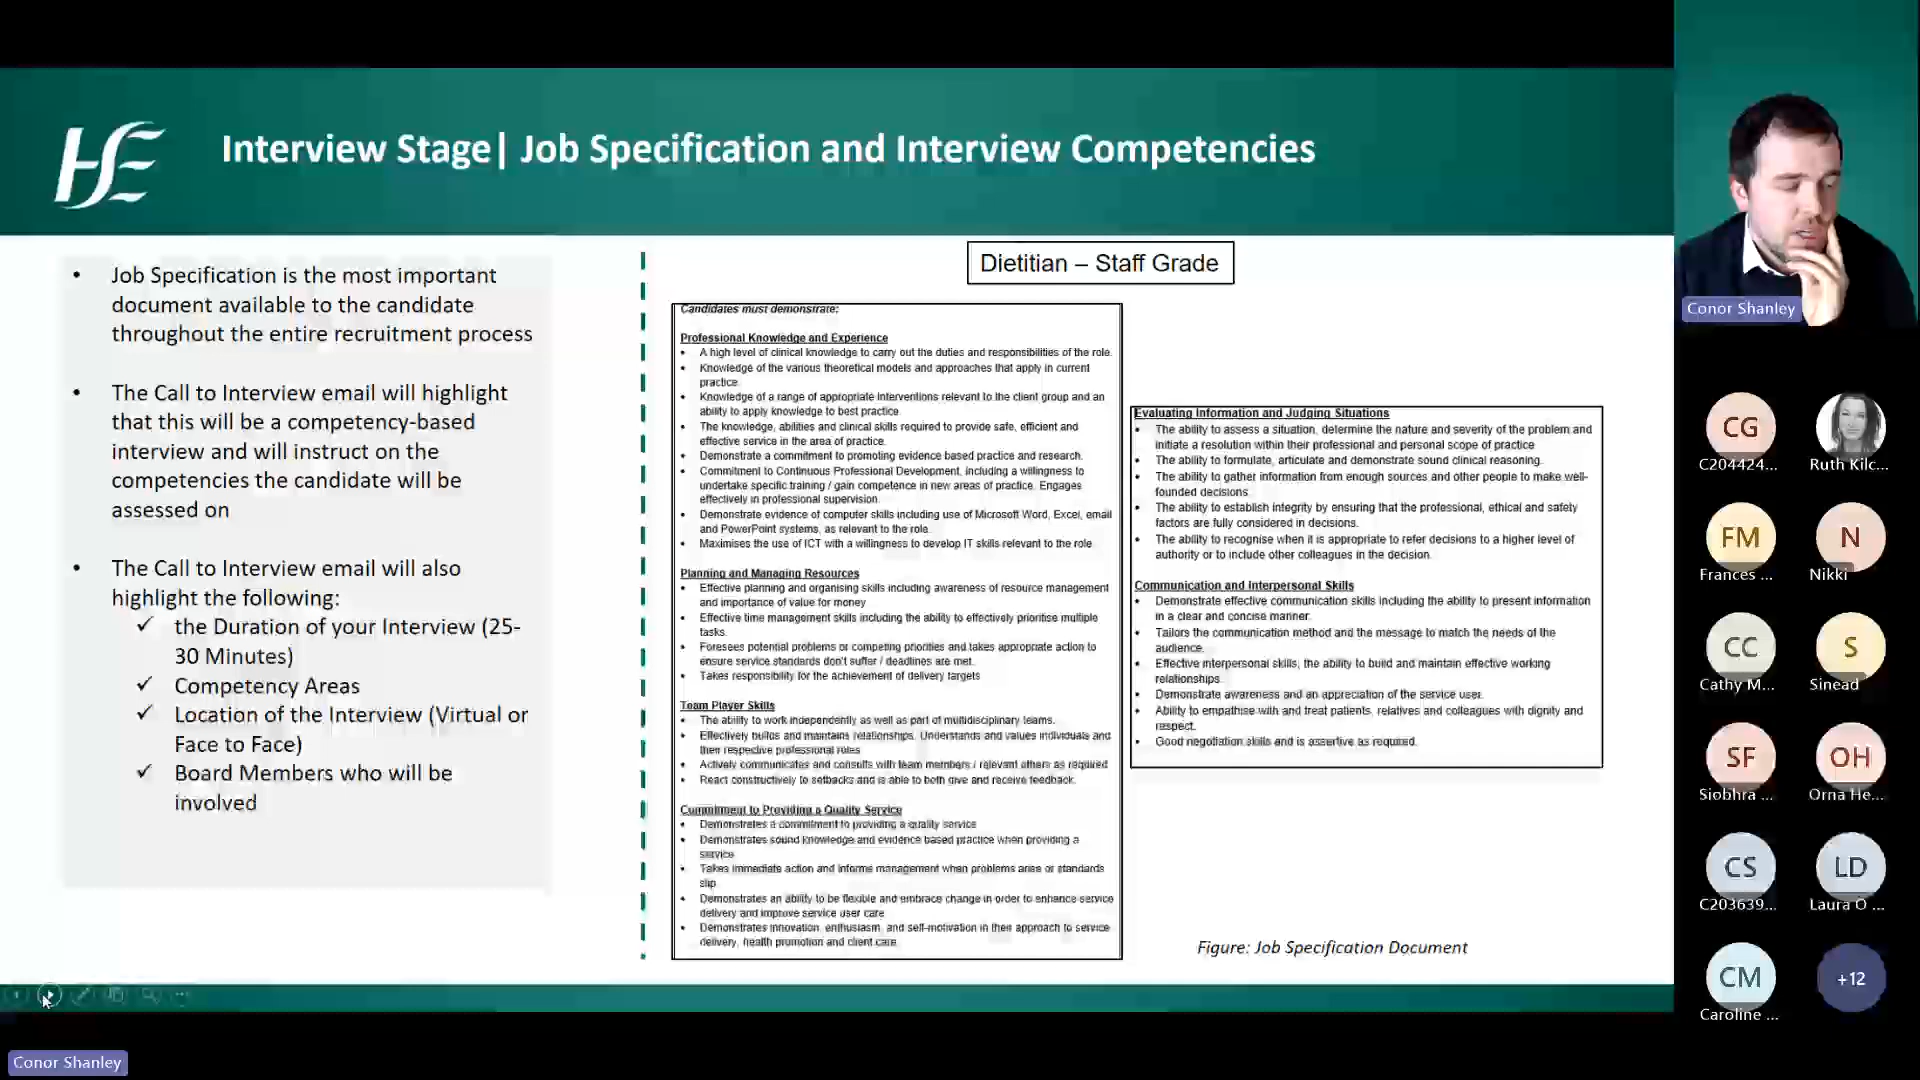 HSE
Interview Stage| Job Specification and Interview Competencies
• Job Specification is the most important
document available to the candidate
throughout the entire recruitment process
• The Call to Interview email will highlight
that this will be a competency-based
interview and will instruct on the
competencies the candidate will be
assessed on
• The Call to Interview email will also
highlight the following:
✓ the Duration of your Interview (25-
30 Minutes)
✓ Competency Areas
✓ Location of the Interview (Virtual or
Face to Face)
✓ Board Members who will be
involved
Dietitian – Staff Grade
Candidates must demonstrate:
Professional Knowledge and Experience
• A high level of clinical knowledge to carry out the duties and responsibilities of the role.
• Knowledge of the various theoretical models and approaches that apply in current
practice.
• Knowledge of a range of appropriate interventions relevant to the client group and an
ability to apply knowledge to best practice
• The knowledge, abilities and clinical skills required to provide safe, efficient and
effective service in the area of practice.
• Demonstrate a commitment to promoting evidence based practice and research.
• Commitment to Continuous Professional Development, including a willingness to
undertake specific training / gain competence in new areas of practice. Engages
effectively in professional supervision.
• Demonstrate evidence of computer skills including use of Microsoft Word, Excel, email
and PowerPoint systems, as relevant to the role.
• Maximises the use of ICT with a willingness to develop IT skills relevant to the role
Planning and Managing Resources
• Effective planning and organising skills including awareness of resource management
and importance of value for money
• Effective time management skills including the ability to effectively prioritise multiple
tasks.
• Foresees potential problems or competing priorities and takes appropriate action to
ensure service standards don't suffer / deadlines are met.
• Takes responsibility for the achievement of delivery targets
Team Player Skills
• The ability to work independently as well as part of multidisciplinary teams.
• Effectively builds and maintains relationships. Understands and values individuals and
their respective professional roles
• Actively communicates and consults with team members / relevant others as required
• React constructively to setbacks and is able to both give and receive feedback.
Commitment to Providing a Quality Service
• Demonstrates a commitment to providing a quality service
• Demonstrates sound knowledge and evidence based practice when providing a
service
• Takes immediate action and informs management when problems arise or standards
slip
• Demonstrates an ability to be flexible and embrace change in order to enhance service
delivery and improve service user care
• Demonstrates innovation, enthusiasm, and self-motivation in their approach to service
delivery, health promotion and client care
Evaluating Information and Judging Situations
• The ability to assess a situation, determine the nature and severity of the problem and
initiate a resolution within their professional and personal scope of practice
• The ability to formulate, articulate and demonstrate sound clinical reasoning.
• The ability to gather information from enough sources and other people to make well-
founded decisions.
• The ability to establish integrity by ensuring that the professional, ethical and safety
factors are fully considered in decisions.
• The ability to recognise when it is appropriate to refer decisions to a higher level of
authority or to include other colleagues in the decision.
Communication and Interpersonal Skills
• Demonstrate effective communication skills including the ability to present information
in a clear and concise manner.
• Tailors the communication method and the message to match the needs of the
audience.
• Effective interpersonal skills; the ability to build and maintain effective working
relationships.
• Demonstrate awareness and an appreciation of the service user.
• Ability to empathise with and treat patients, relatives and colleagues with dignity and
respect.
• Good negotiation skills and is assertive as required.
Figure: Job Specification Document
Conor Shanley
CG
C204424...
Ruth Kilc...
FM
Frances ...
N
Nikki
CC
Cathy M...
S
Sinead
SF
Siobhra ...
OH
Orna He...
CS
C203639...
LD
Laura O ...
CM
Caroline ...
+12
Conor Shanley